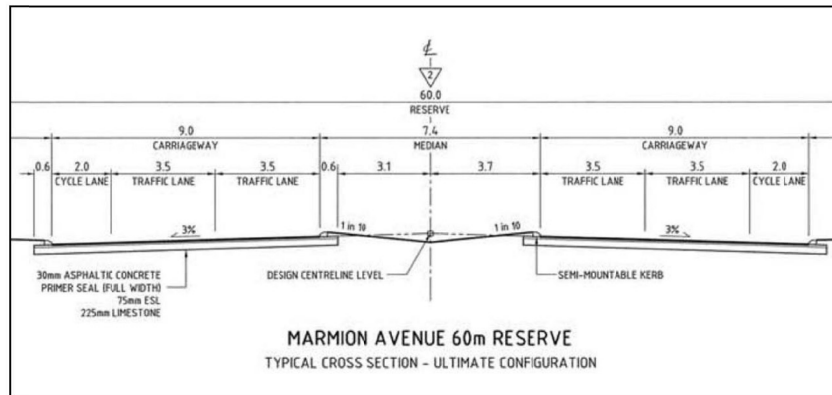 ℄
2
60.0
RESERVE
9.0 7.4 9.0
CARRIAGEWAY MEDIAN CARRIAGEWAY
0.6 2.0 3.5 3.5 0.6 3.1 3.7 3.5 3.5 2.0
CYCLE LANE TRAFFIC LANE TRAFFIC LANE TRAFFIC LANE TRAFFIC LANE CYCLE LANE
3% 1 in 10 1 in 10 3%
30mm ASPHALTIC CONCRETE
PRIMER SEAL (FULL WIDTH)
75mm ESL
225mm LIMESTONE
DESIGN CENTRELINE LEVEL
SEMI-MOUNTABLE KERB
MARMION AVENUE 60m RESERVE
TYPICAL CROSS SECTION - ULTIMATE CONFIGURATION